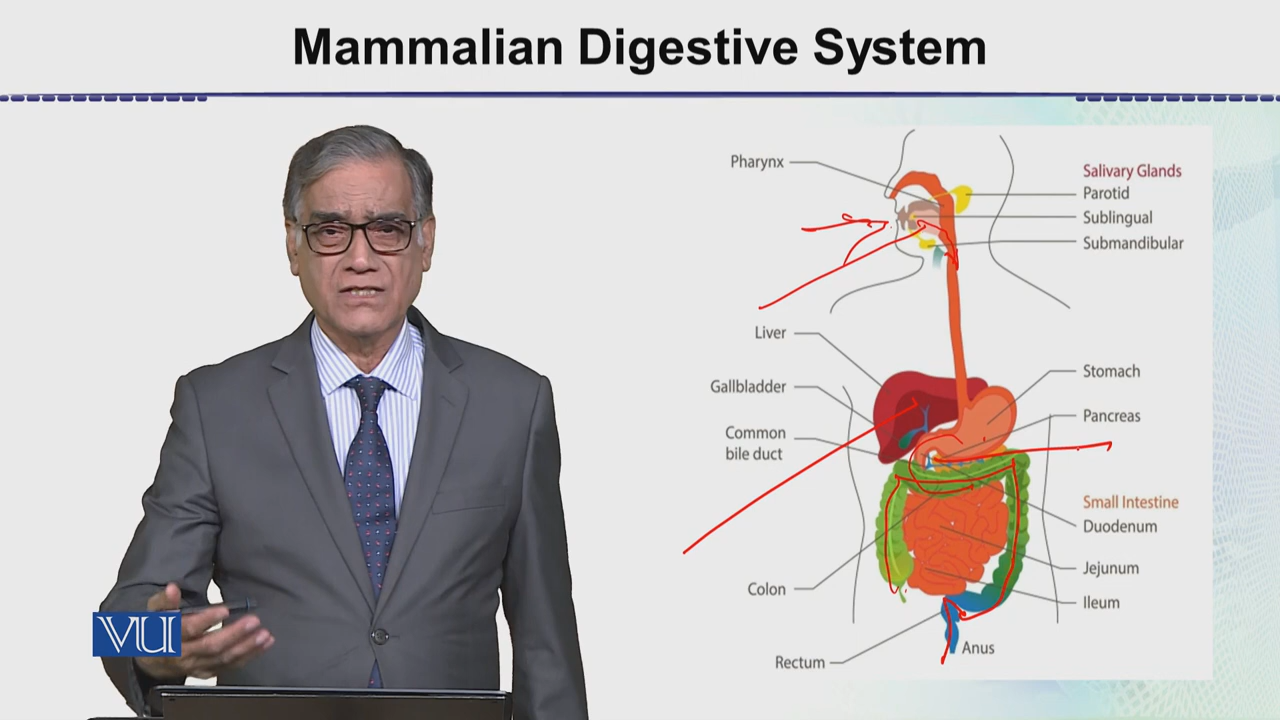 Mammalian Digestive System
Pharynx
Salivary Glands
Parotid
Sublingual
Submandibular
Liver
Gallbladder
Common
bile duct
Stomach
Pancreas
Small Intestine
Duodenum
Jejunum
Ileum
Colon
Rectum
Anus
VU